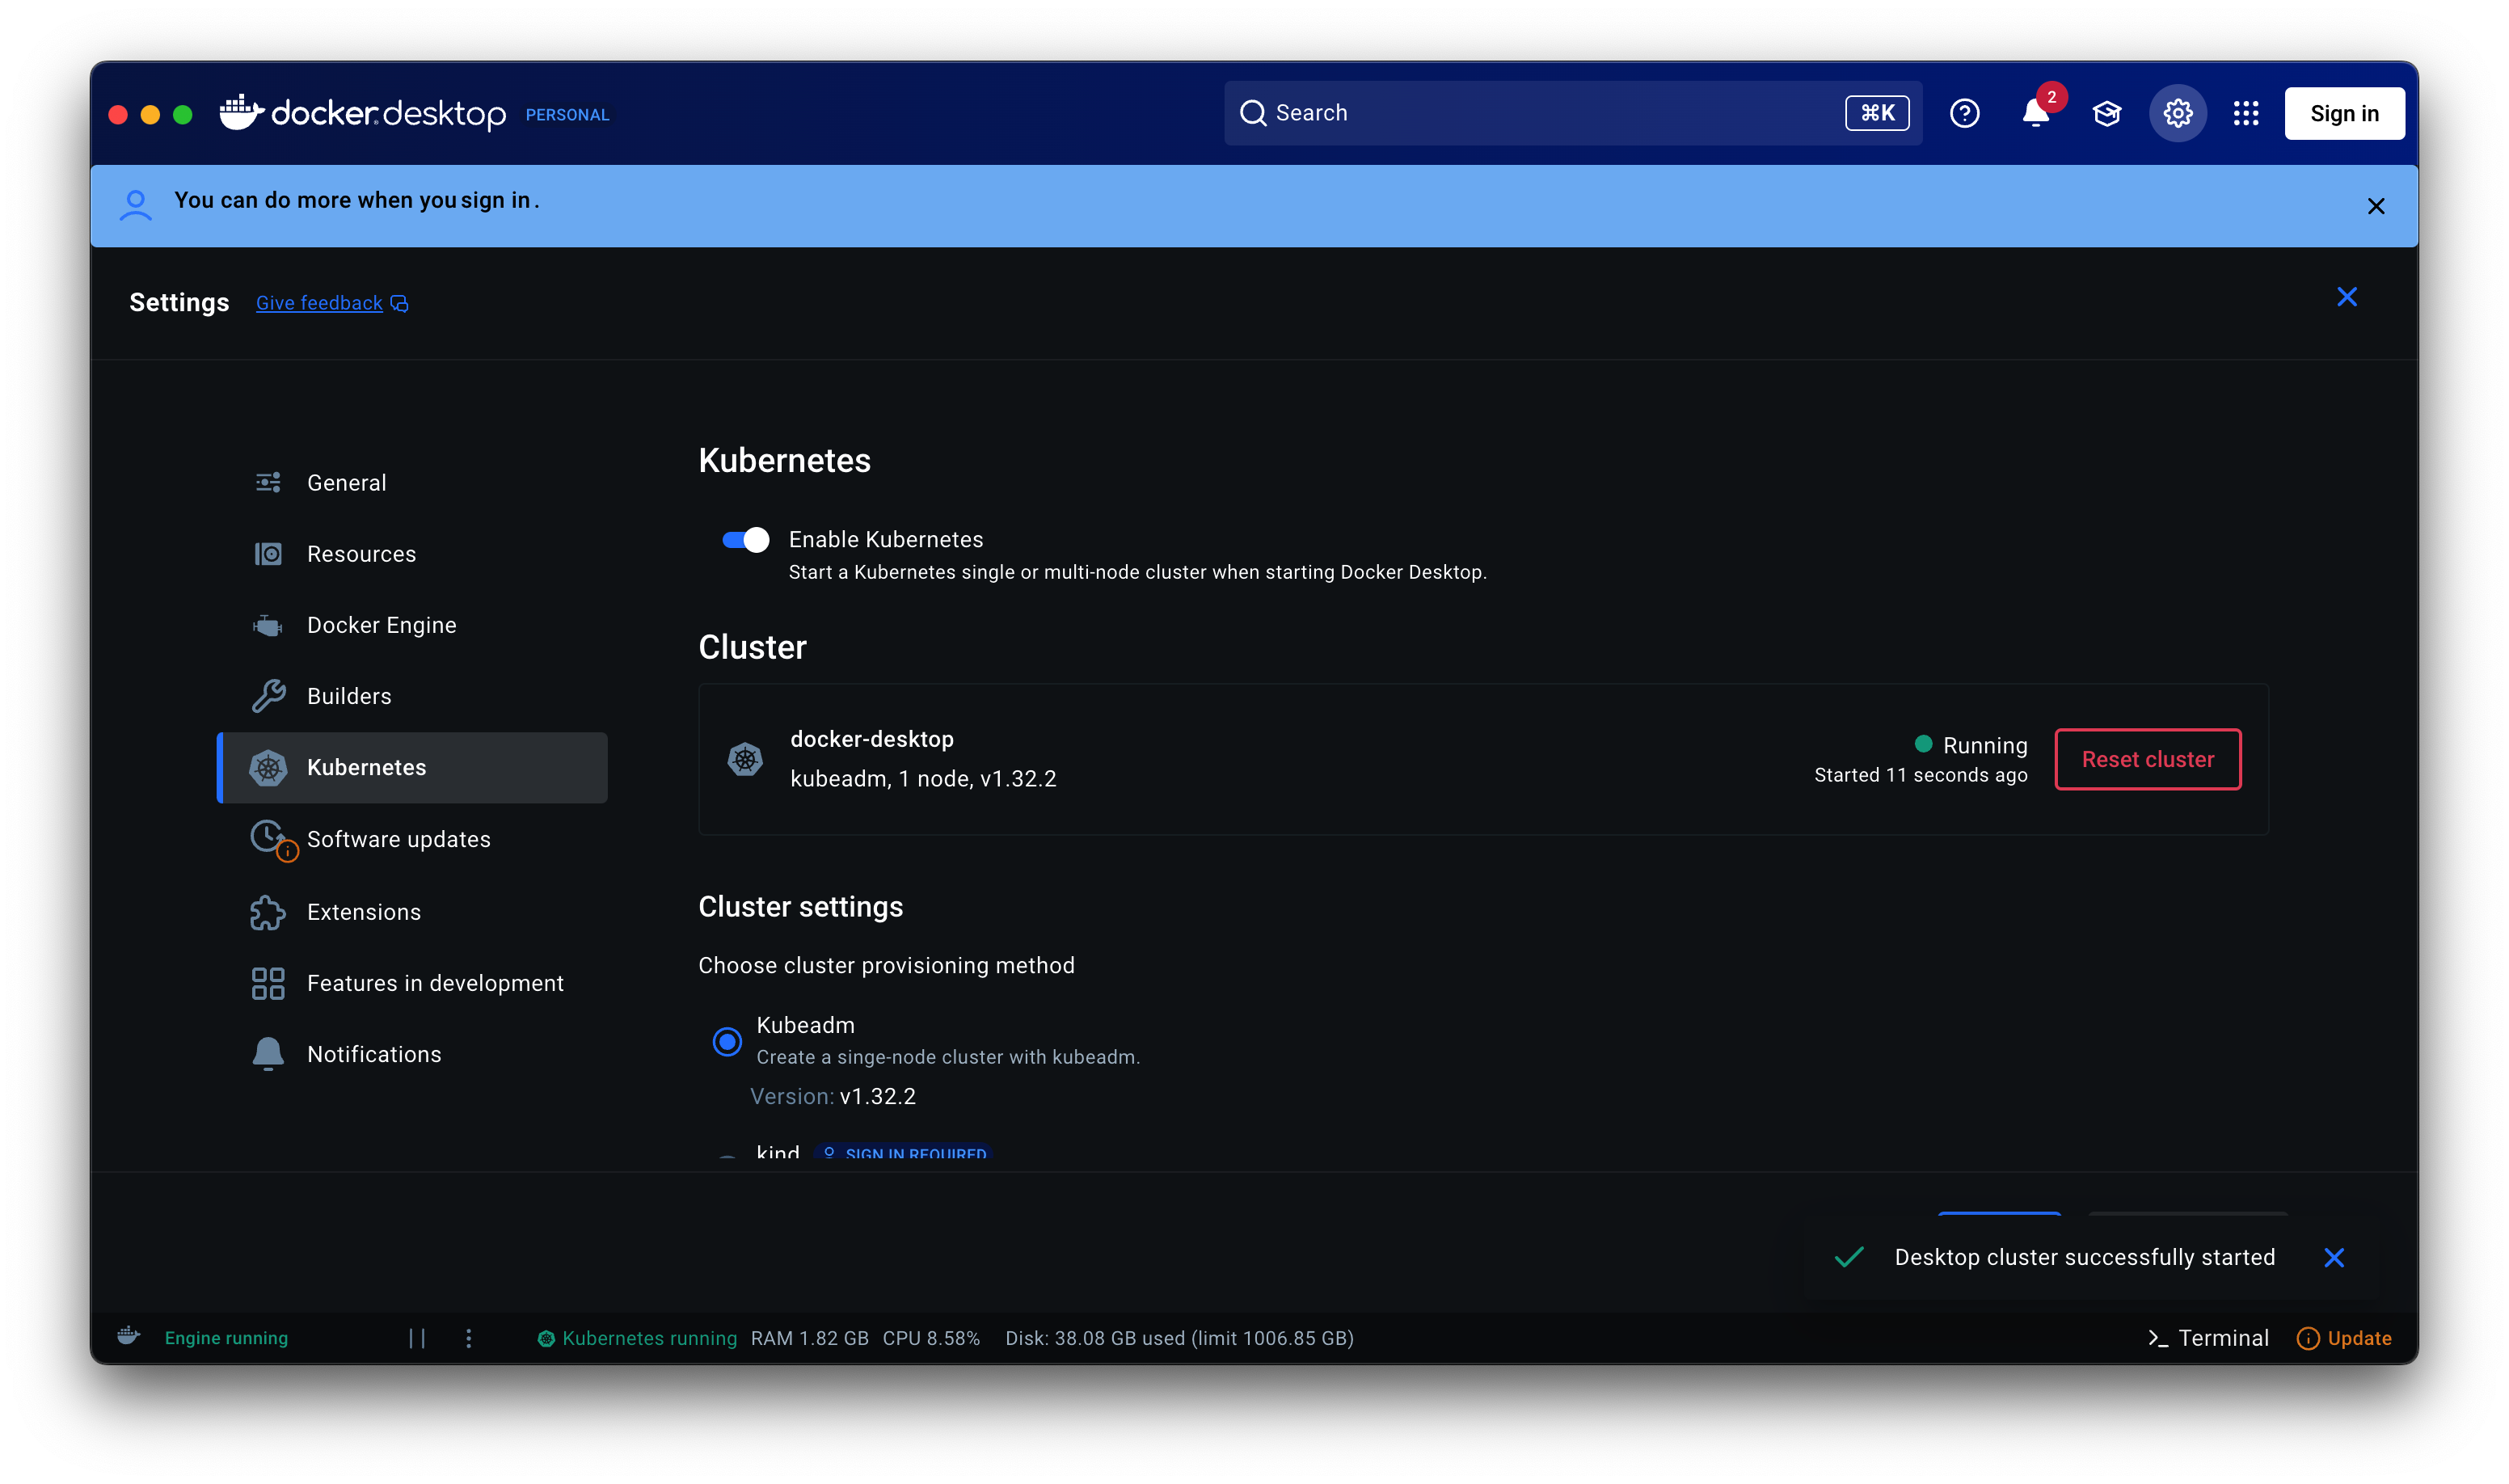 docker desktop PERSONAL
Search
⌘K
2
Sign in
You can do more when you sign in.
Settings
Give feedback
General
Resources
Docker Engine
Builders
Kubernetes
Software updates
Extensions
Features in development
Notifications
Kubernetes
Enable Kubernetes
Start a Kubernetes single or multi-node cluster when starting Docker Desktop.
Cluster
docker-desktop
kubeadm, 1 node, v1.32.2
Running
Started 11 seconds ago
Reset cluster
Cluster settings
Choose cluster provisioning method
Kubeadm
Create a singe-node cluster with kubeadm.
Version: v1.32.2
kind SIGN IN REQUIRED
Desktop cluster successfully started
Engine running
Kubernetes running RAM 1.82 GB CPU 8.58% Disk: 38.08 GB used (limit 1006.85 GB)
>_ Terminal
Update